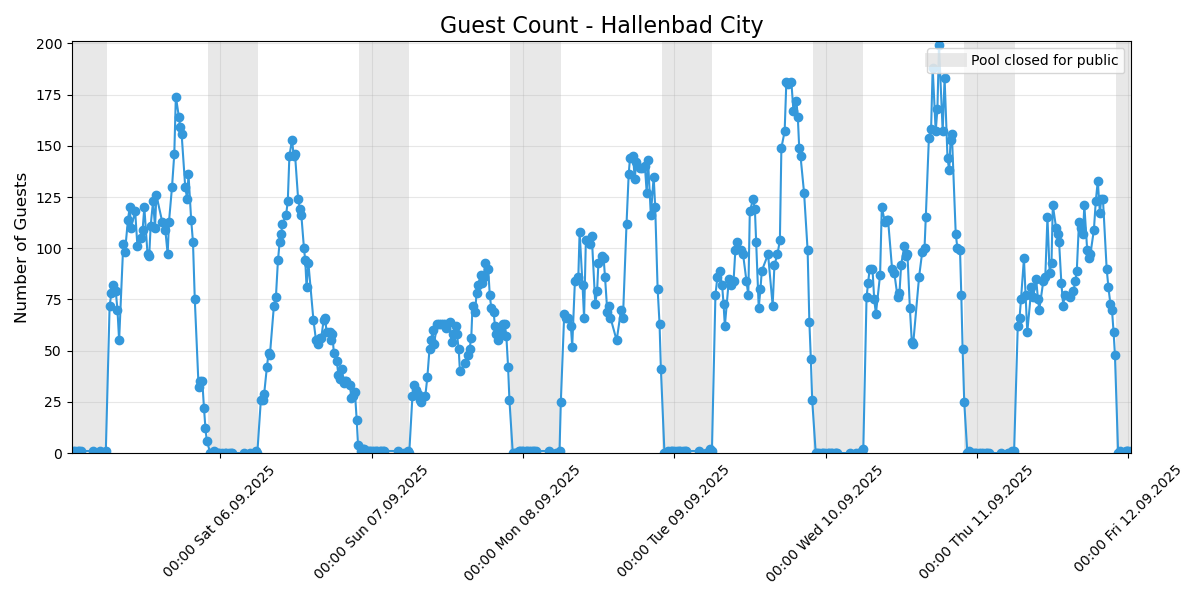 Guest Count - Hallenbad City
Number of Guests
200
175
150
125
100
75
50
25
0
Pool closed for public
00:00 Sat 06.09.2025
00:00 Sun 07.09.2025
00:00 Mon 08.09.2025
00:00 Tue 09.09.2025
00:00 Wed 10.09.2025
00:00 Thu 11.09.2025
00:00 Fri 12.09.2025